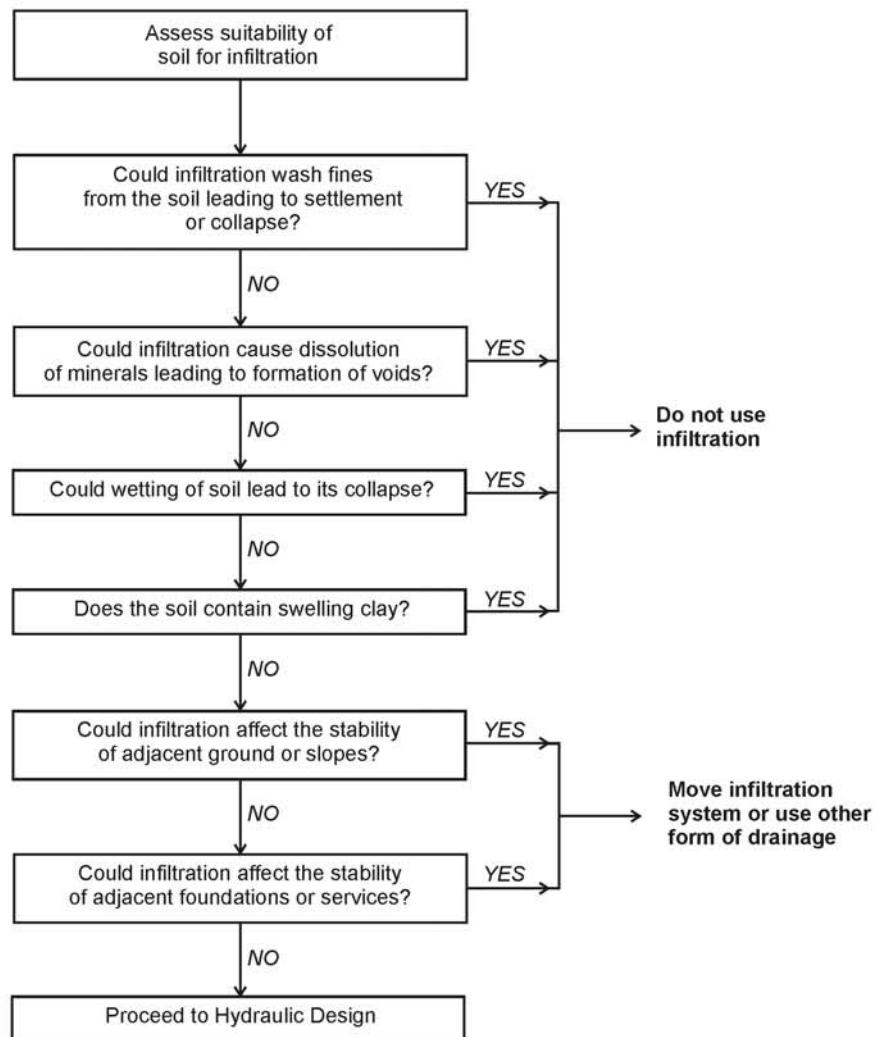 Assess suitability of
soil for infiltration
Could infiltration wash fines
from the soil leading to settlement
or collapse?
YES
NO
Could infiltration cause dissolution
of minerals leading to formation of voids?
YES
Do not use
infiltration
NO
Could wetting of soil lead to its collapse?
YES
NO
Does the soil contain swelling clay?
YES
NO
Could infiltration affect the stability
of adjacent ground or slopes?
YES
Move infiltration
system or use other
form of drainage
NO
Could infiltration affect the stability
of adjacent foundations or services?
YES
NO
Proceed to Hydraulic Design